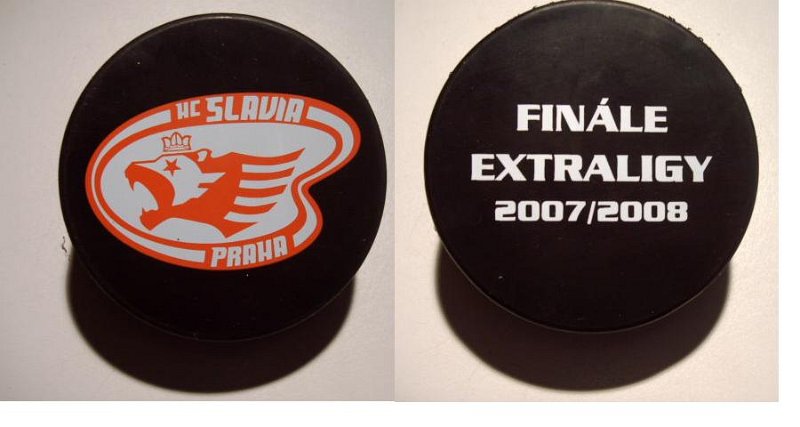 HC SLAVIA
PRAHA
FINÁLE
EXTRALIGY
2007/2008